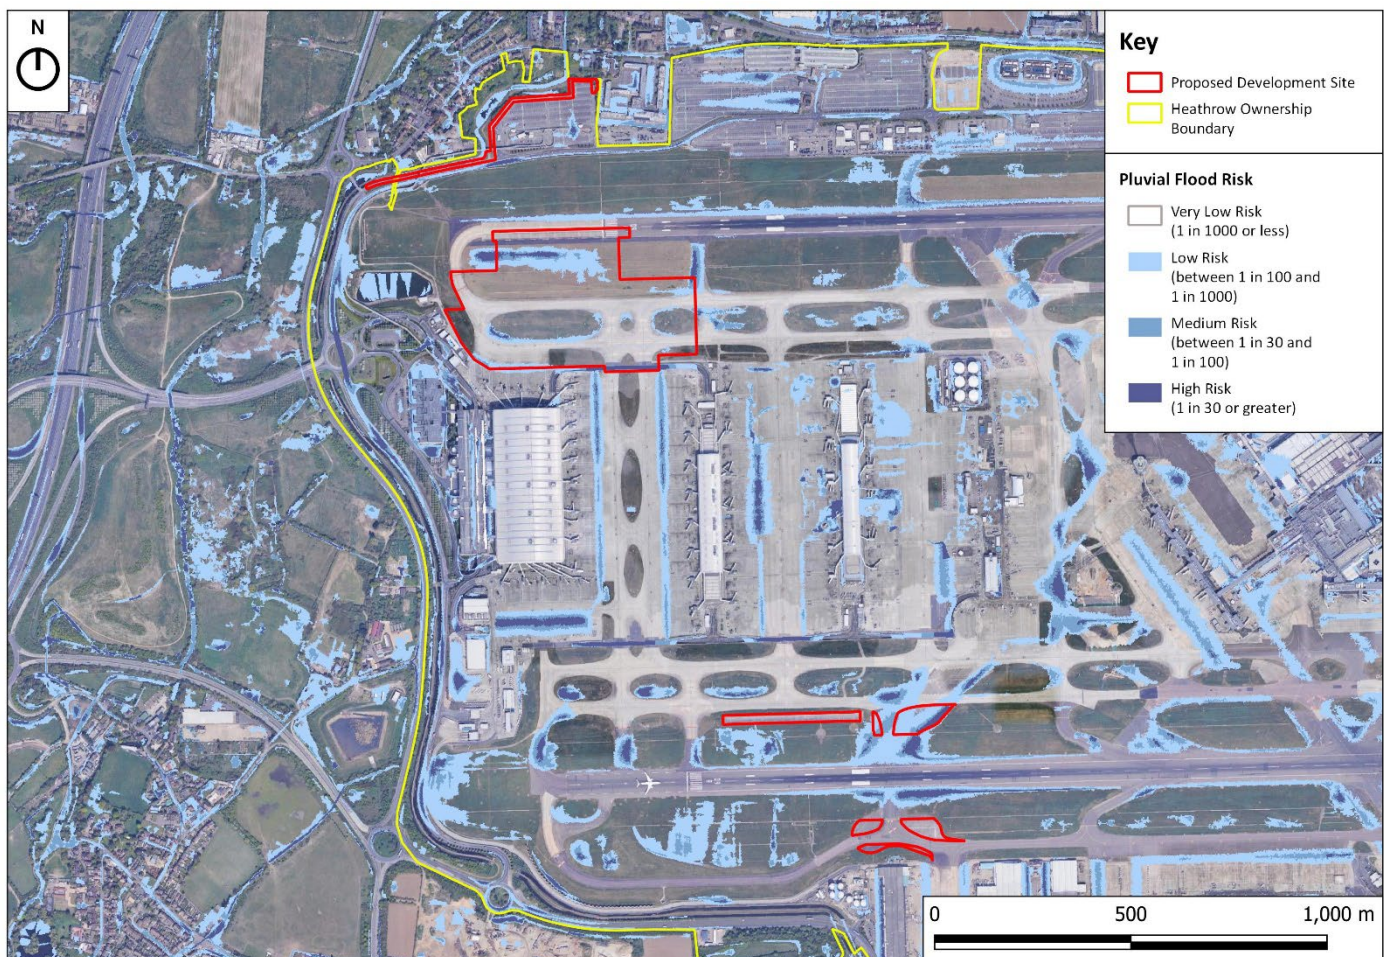 N
Key
Proposed Development Site
Heathrow Ownership
Boundary
Pluvial Flood Risk
Very Low Risk
(1 in 1000 or less)
Low Risk
(between 1 in 100 and
1 in 1000)
Medium Risk
(between 1 in 30 and
1 in 100)
High Risk
(1 in 30 or greater)
0 500 1,000 m